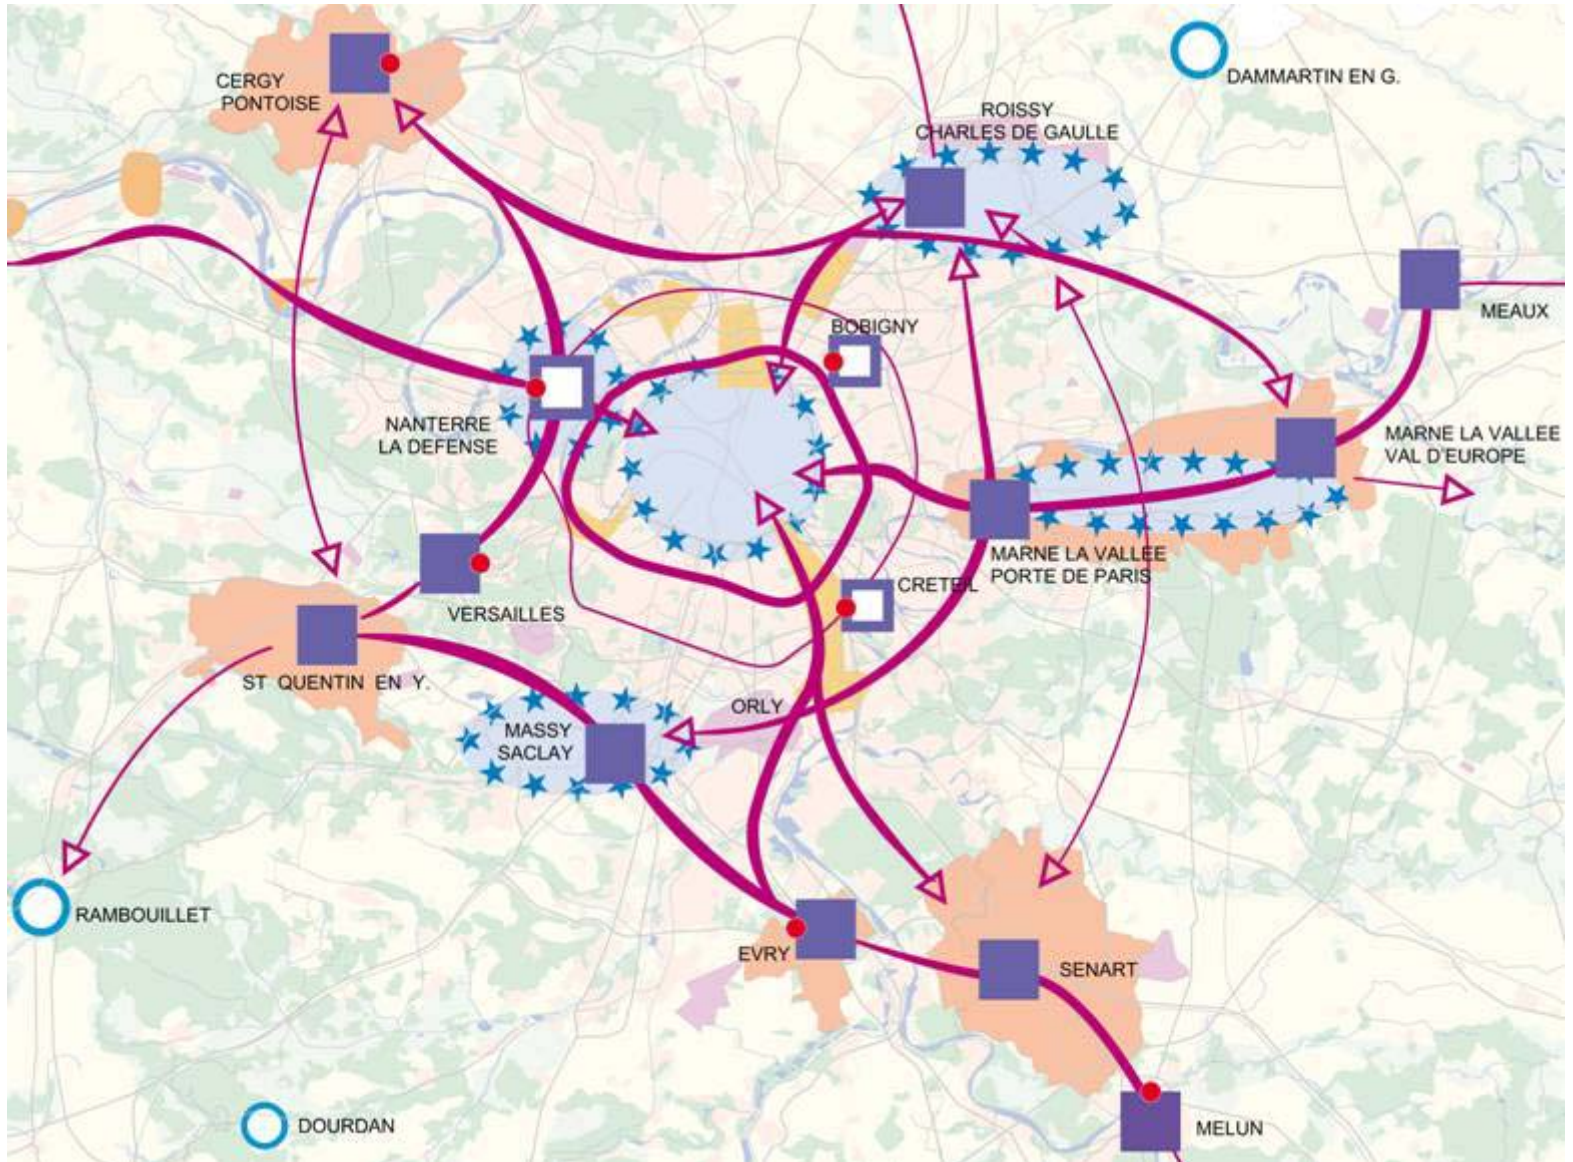 CERGY
PONTOISE
DAMMARTIN EN G.
ROISSY
CHARLES DE GAULLE
MEAUX
BOBIGNY
NANTERRE
LA DEFENSE
MARNE LA VALLEE
VAL D'EUROPE
MARNE LA VALLEE
PORTE DE PARIS
CRETEIL
VERSAILLES
ST QUENTIN EN Y.
ORLY
MASSY
SACLAY
RAMBOUILLET
EVRY
SENART
DOURDAN
MELUN